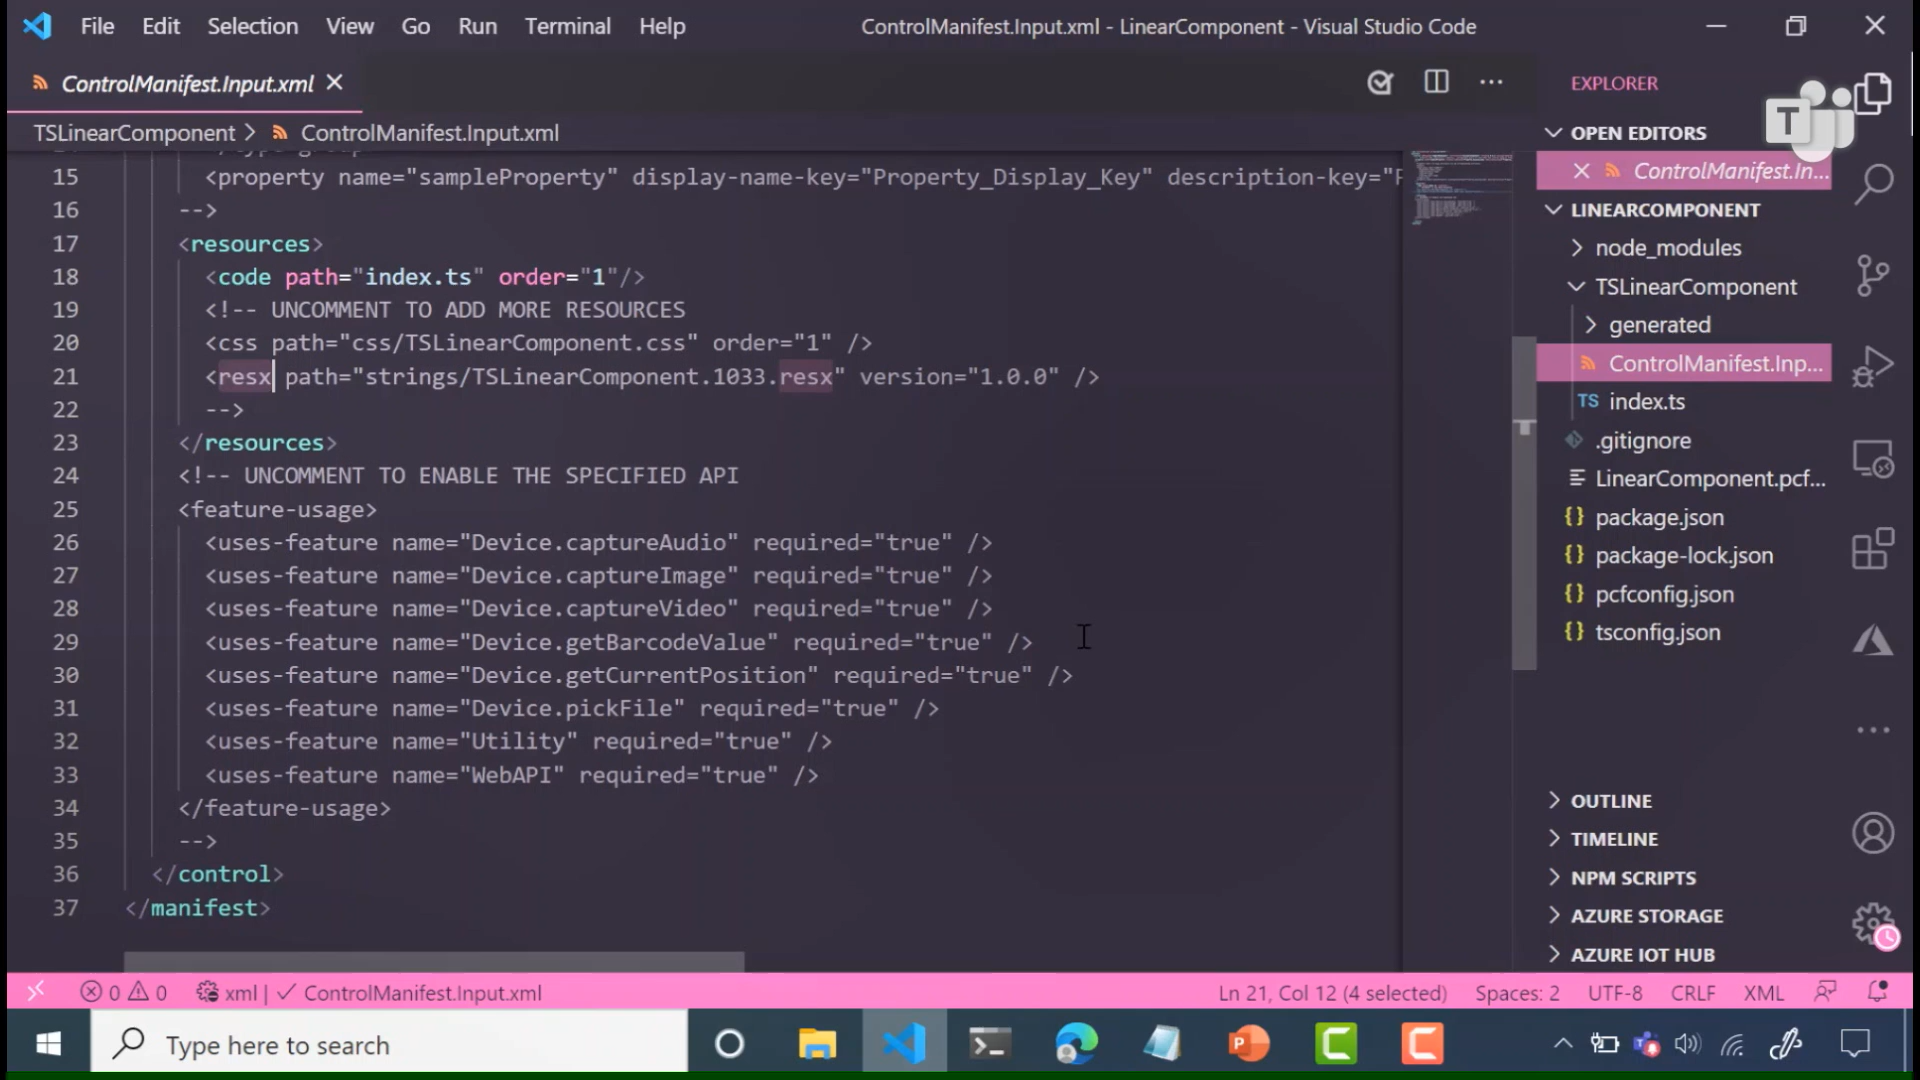 File Edit Selection View Go Run Terminal Help
ControlManifest.Input.xml - LinearComponent - Visual Studio Code
ControlManifest.Input.xml
TSLinearComponent > ControlManifest.Input.xml
15 <property name="sampleProperty" display-name-key="Property_Display_Key" description-key="P
16 -->
17 <resources>
18 <code path="index.ts" order="1"/>
19 <!-- UNCOMMENT TO ADD MORE RESOURCES
20 <css path="css/TSLinearComponent.css" order="1" />
21 <resx path="strings/TSLinearComponent.1033.resx" version="1.0.0" />
22 -->
23 </resources>
24 <!-- UNCOMMENT TO ENABLE THE SPECIFIED API
25 <feature-usage>
26 <uses-feature name="Device.captureAudio" required="true" />
27 <uses-feature name="Device.captureImage" required="true" />
28 <uses-feature name="Device.captureVideo" required="true" />
29 <uses-feature name="Device.getBarcodeValue" required="true" />
30 <uses-feature name="Device.getCurrentPosition" required="true" />
31 <uses-feature name="Device.pickFile" required="true" />
32 <uses-feature name="Utility" required="true" />
33 <uses-feature name="WebAPI" required="true" />
34 </feature-usage>
35 -->
36 </control>
37 </manifest>
EXPLORER
T
OPEN EDITORS
ControlManifest.In...
LINEARCOMPONENT
node_modules
TSLinearComponent
generated
ControlManifest.Inp...
TS index.ts
.gitignore
LinearComponent.pcf...
{} package.json
{} package-lock.json
{} pcfconfig.json
{} tsconfig.json
OUTLINE
TIMELINE
NPM SCRIPTS
AZURE STORAGE
AZURE IOT HUB
0 0 xml | ✓ ControlManifest.Input.xml
Ln 21, Col 12 (4 selected) Spaces: 2 UTF-8 CRLF XML
Type here to search